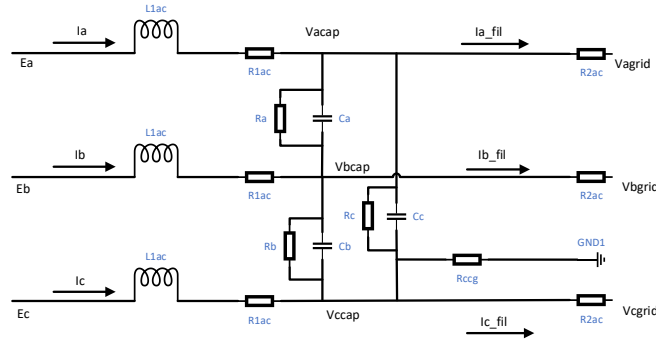 L1ac
Ia
Vacap
Ia_fil
Ea
R1ac
R2ac
Vagrid
Ra
Ca
L1ac
Ib
Vbcap
Ib_fil
Eb
R1ac
R2ac
Vbgrid
Rc
Cc
Rb
Cb
GND1
Rccg
L1ac
Ic
Ec
R1ac
Vccap
R2ac
Vcgrid
Ic_fil